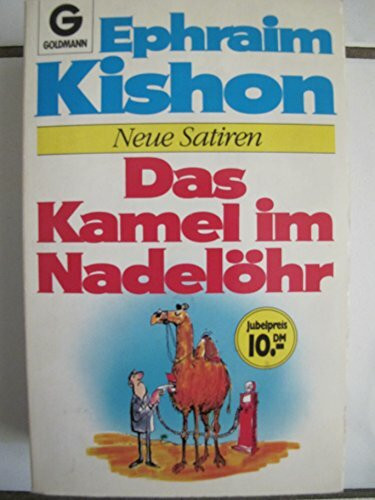 G
GOLDMANN
Ephraim
Kishon
Neue Satiren
Das
Kamel im
Nadelöhr
Jubelpreis
10.- DM